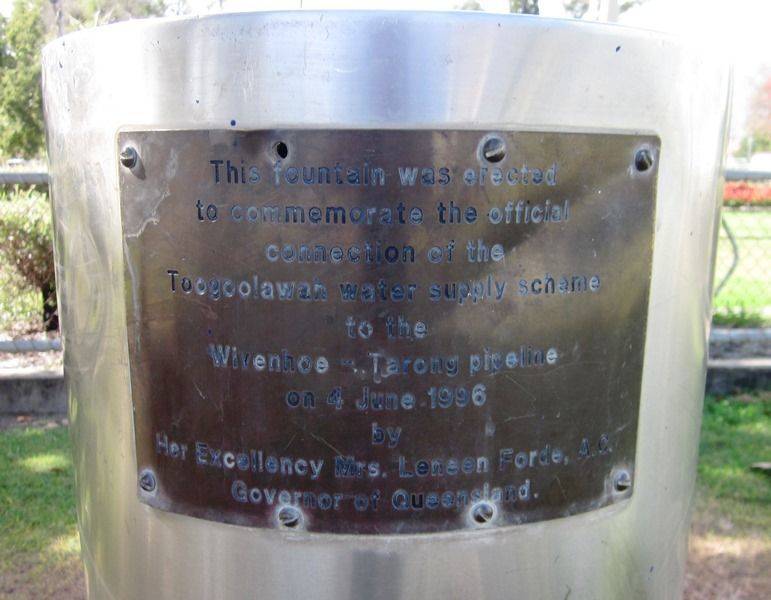 This fountain was erected
to commemorate the official
connection of the
Toogoolawah water supply scheme
to the
Wivenhoe - Tarong pipeline
on 4 June 1996
by
Her Excellency Mrs. Leneen Forde, A.C.
Governor of Queensland.